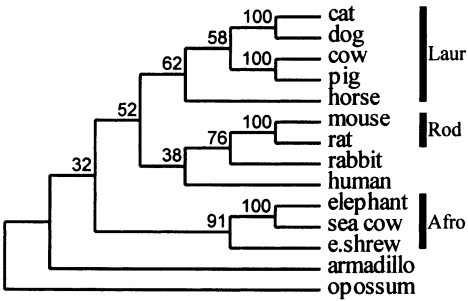 cat
100
dog
58
cow
100
62
pig
Laur
horse
52
mouse
100
Rod
rat
76
rabbit
38
human
32
elephant
100
sea cow
Afro
91
e.shrew
armadillo
opossum